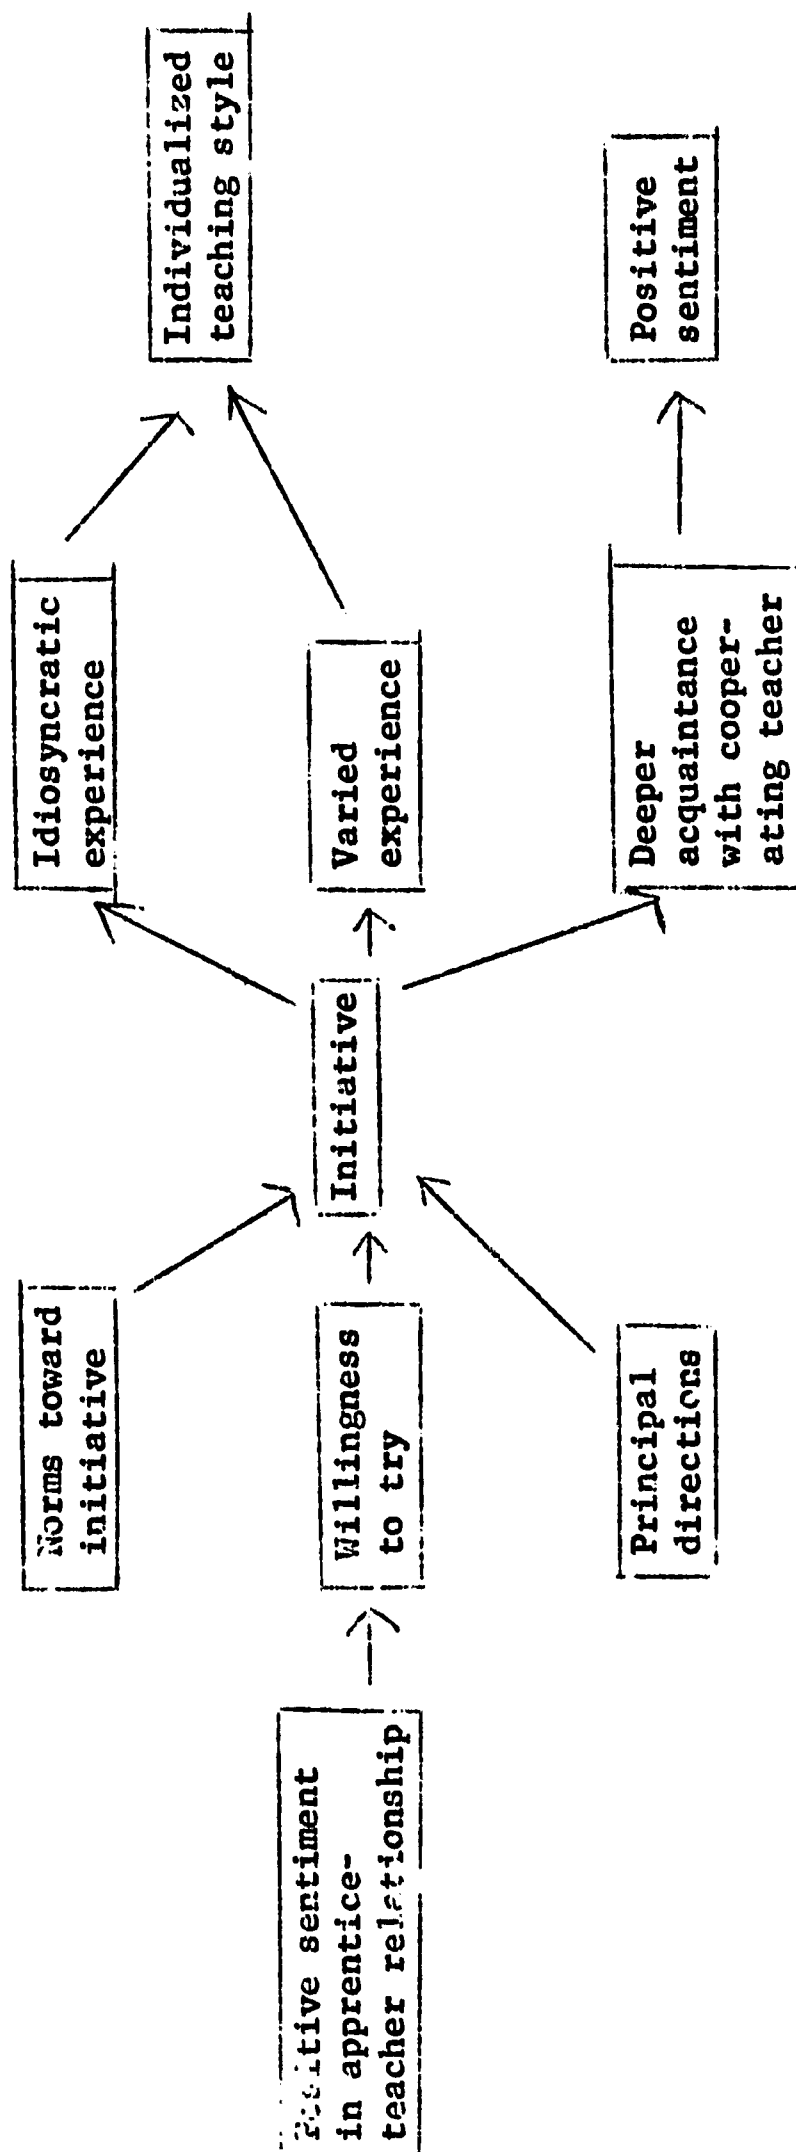 Positive sentiment
in apprentice-
teacher relationship
Norms toward
initiative
Willingness
to try
Principal
directions
Initiative
Idiosyncratic
experience
Varied
experience
Deeper
acquaintance
with cooper-
ating teacher
Individualized
teaching style
Positive
sentiment